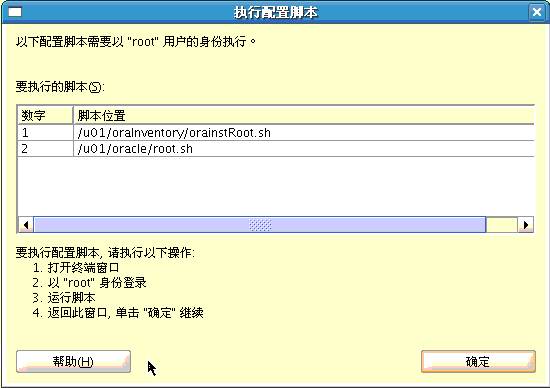 执行配置脚本
以下配置脚本需要以 "root" 用户的身份执行。
要执行的脚本(S):
数字 脚本位置
1 /u01/oraInventory/orainstRoot.sh
2 /u01/oracle/root.sh
要执行配置脚本, 请执行以下操作:
1. 打开终端窗口
2. 以 "root" 身份登录
3. 运行脚本
4. 返回此窗口, 单击 "确定" 继续
帮助(H) 确定